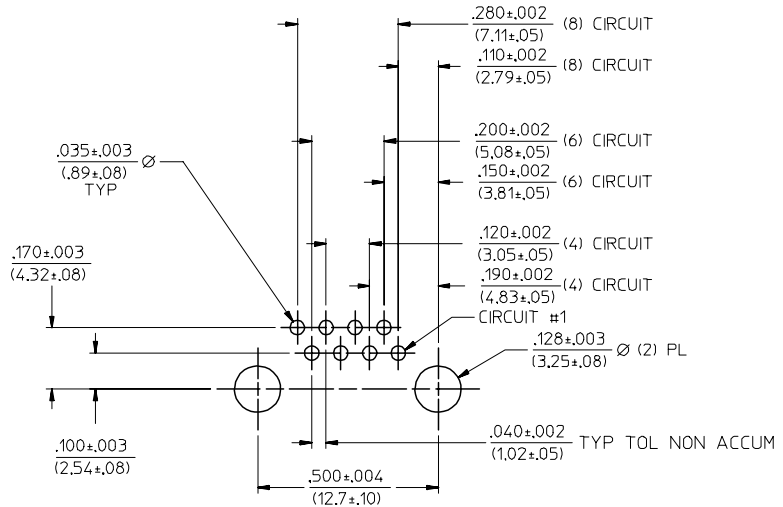 .280±.002
(7.11±.05) (8) CIRCUIT
.110±.002
(2.79±.05) (8) CIRCUIT
.200±.002
(5.08±.05) (6) CIRCUIT
.150±.002
(3.81±.05) (6) CIRCUIT
.035±.003
(.89±.08) Ø
TYP
.120±.002
(3.05±.05) (4) CIRCUIT
.170±.003
(4.32±.08)
.190±.002
(4.83±.05) (4) CIRCUIT
CIRCUIT #1
.128±.003
(3.25±.08) Ø (2) PL
.100±.003
(2.54±.08)
.040±.002
(1.02±.05) TYP TOL NON ACCUM
.500±.004
(12.7±.10)